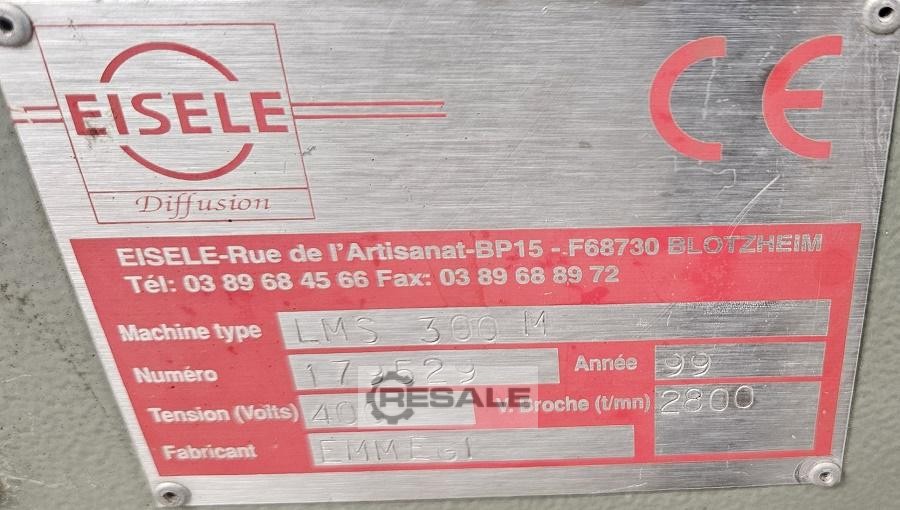 EISELE
Diffusion
CE
EISELE-Rue de l'Artisanat-BP15 - F68730 BLOTZHEIM
Tél: 03 89 68 45 66 Fax: 03 89 68 89 72
Machine type LMS 300 M
Numéro Année 99
Tension (Volts) V. Broche (t/mn) 2800
Fabricant EMMEGI
RESALE